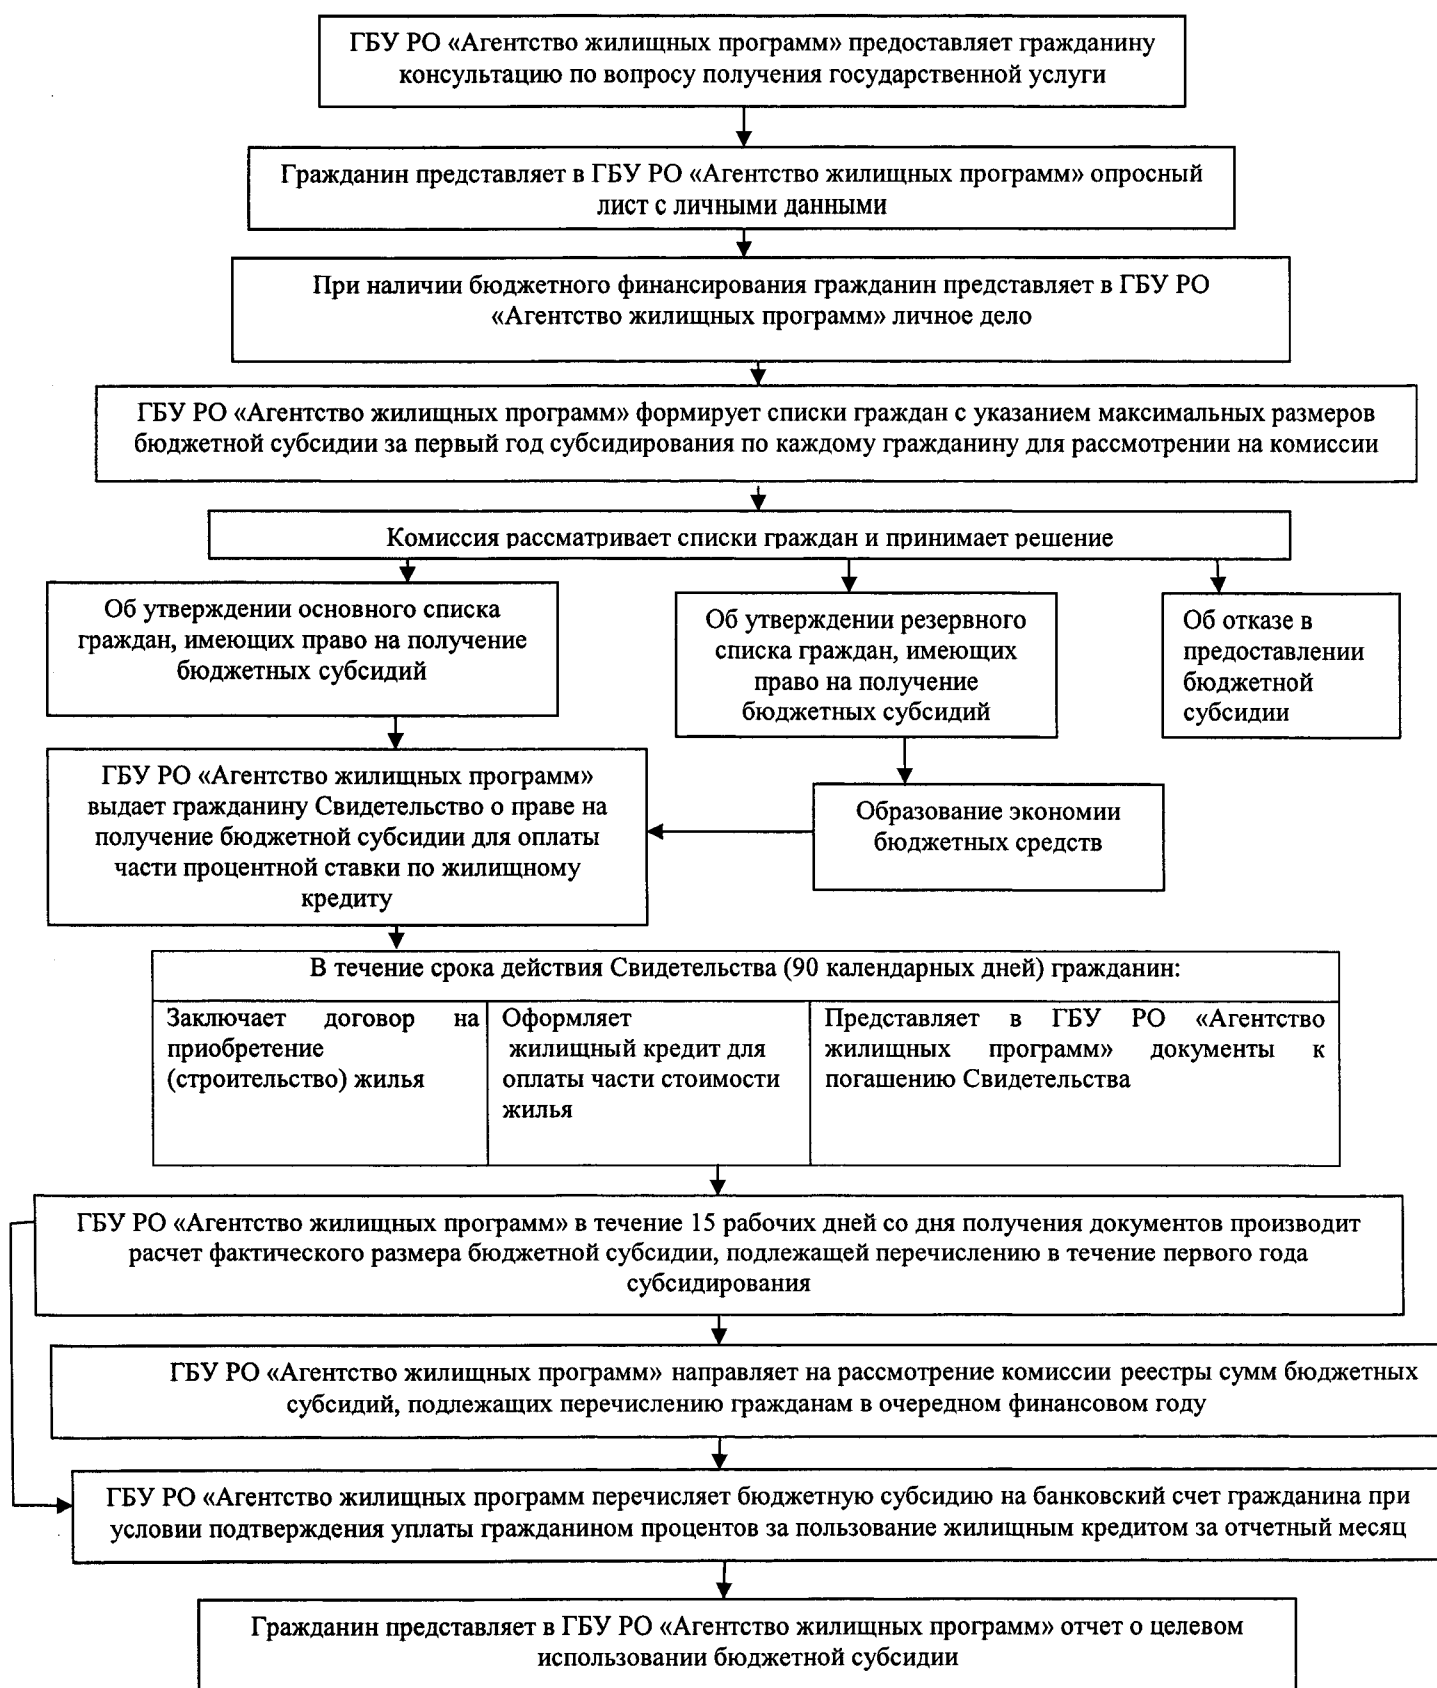 ГБУ РО «Агентство жилищных программ» предоставляет гражданину
консультацию по вопросу получения государственной услуги
Гражданин представляет в ГБУ РО «Агентство жилищных программ» опросный
лист с личными данными
При наличии бюджетного финансирования гражданин представляет в ГБУ РО
«Агентство жилищных программ» личное дело
ГБУ РО «Агентство жилищных программ» формирует списки граждан с указанием максимальных размеров
бюджетной субсидии за первый год субсидирования по каждому гражданину для рассмотрении на комиссии
Комиссия рассматривает списки граждан и принимает решение
Об утверждении основного списка
граждан, имеющих право на получение
бюджетных субсидий
Об утверждении резервного
списка граждан, имеющих
право на получение
бюджетных субсидий
Об отказе в
предоставлении
бюджетной
субсидии
ГБУ РО «Агентство жилищных программ»
выдает гражданину Свидетельство о праве на
получение бюджетной субсидии для оплаты
части процентной ставки по жилищному
кредиту
Образование экономии
бюджетных средств
В течение срока действия Свидетельства (90 календарных дней) гражданин:
Заключает договор на
приобретение
(строительство) жилья
Оформляет
жилищный кредит для
оплаты части стоимости
жилья
Представляет в ГБУ РО «Агентство
жилищных программ» документы к
погашению Свидетельства
ГБУ РО «Агентство жилищных программ» в течение 15 рабочих дней со дня получения документов производит
расчет фактического размера бюджетной субсидии, подлежащей перечислению в течение первого года
субсидирования
ГБУ РО «Агентство жилищных программ» направляет на рассмотрение комиссии реестры сумм бюджетных
субсидий, подлежащих перечислению гражданам в очередном финансовом году
ГБУ РО «Агентство жилищных программ перечисляет бюджетную субсидию на банковский счет гражданина при
условии подтверждения уплаты гражданином процентов за пользование жилищным кредитом за отчетный месяц
Гражданин представляет в ГБУ РО «Агентство жилищных программ» отчет о целевом
использовании бюджетной субсидии